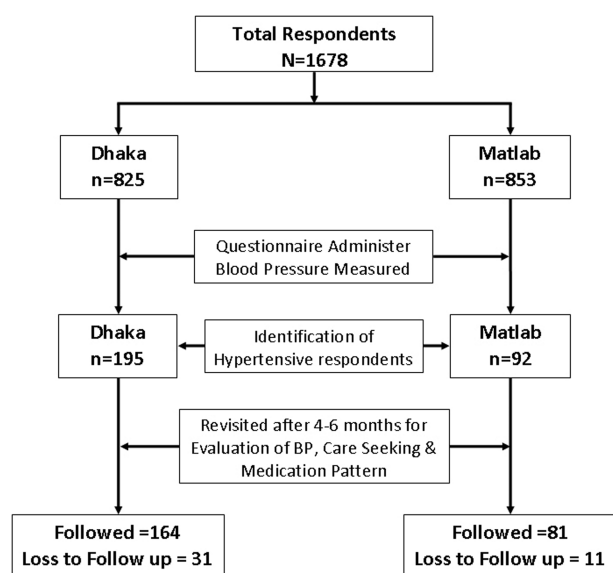 Total Respondents
N=1678
Dhaka
n=825
Matlab
n=853
Questionnaire Administer
Blood Pressure Measured
Dhaka
n=195
Identification of
Hypertensive respondents
Matlab
n=92
Revisited after 4-6 months for
Evaluation of BP, Care Seeking &
Medication Pattern
Followed =164
Loss to Follow up = 31
Followed =81
Loss to Follow up = 11